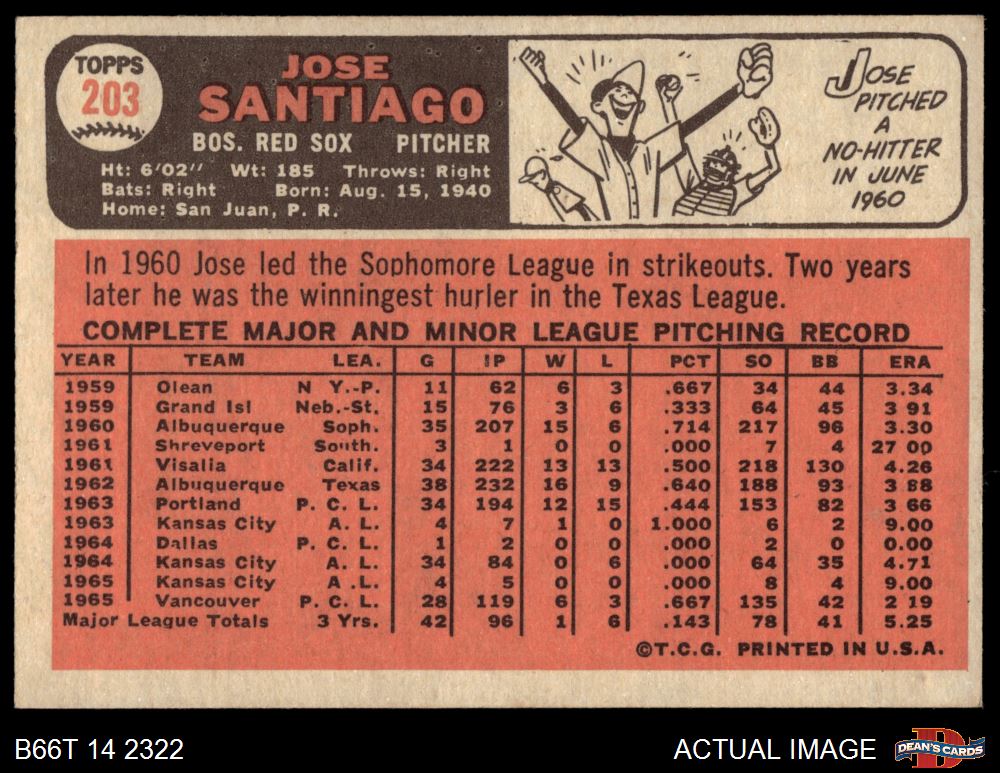 TOPPS
203
JOSE
SANTIAGO
BOS. RED SOX PITCHER
Ht: 6'02" Wt: 185 Throws: Right
Bats: Right Born: Aug. 15, 1940
Home: San Juan, P. R.
JOSE
PITCHED
A
NO-HITTER
IN JUNE
1960
In 1960 Jose led the Sophomore League in strikeouts. Two years
later he was the winningest hurler in the Texas League.
COMPLETE MAJOR AND MINOR LEAGUE PITCHING RECORD
YEAR TEAM LEA. G IP W L PCT SO BB ERA
1959 Olean N Y.-P. 11 62 6 3 .667 34 44 3.34
1959 Grand Isl Neb.-St. 15 76 3 6 .333 64 45 3 91
1960 Albuquerque Soph. 35 207 15 6 .714 217 96 3.30
1961 Shreveport South. 3 1 0 0 .000 7 4 27 00
1961 Visalia Calif. 34 222 13 13 .500 218 130 4.26
1962 Albuquerque Texas 38 232 16 9 .640 188 93 3 88
1963 Portland P. C. L. 34 194 12 15 .444 153 82 3 66
1963 Kansas City A. L. 4 7 1 0 1.000 6 2 9.00
1964 Dallas P. C. L. 1 2 0 0 .000 2 0 0.00
1964 Kansas City A. L. 34 84 0 6 .000 64 35 4.71
1965 Kansas City A .L. 4 5 0 0 .000 8 4 9.00
1965 Vancouver P. C. L. 28 119 6 3 .667 135 42 2 19
Major League Totals 3 Yrs. 42 96 1 6 .143 78 41 5.25
©T.C.G. PRINTED IN U.S.A.
B66T 14 2322 ACTUAL IMAGE
D
DEAN'S CARDS